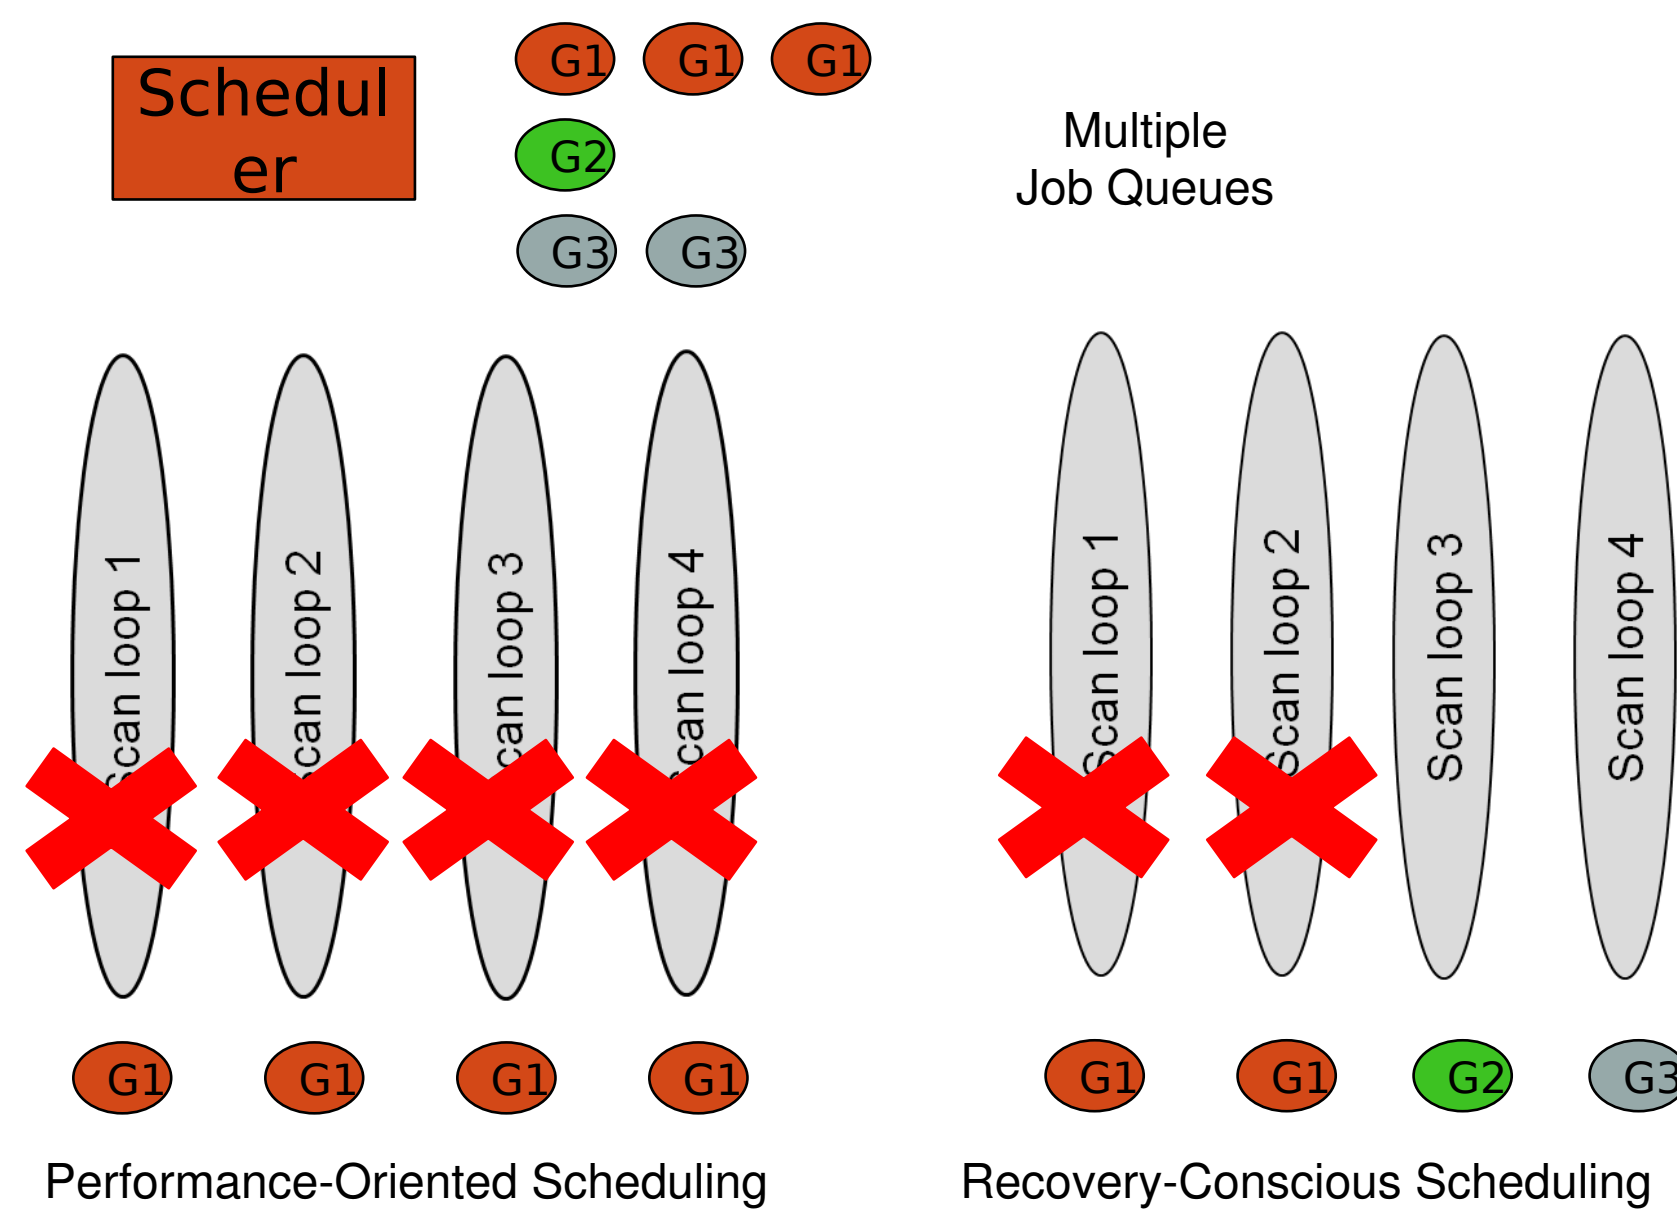 Schedul
er
G1 G1 G1
G2
G3 G3
Multiple
Job Queues
Scan loop 1
Scan loop 2
Scan loop 3
Scan loop 4
Scan loop 1
Scan loop 2
Scan loop 3
Scan loop 4
G1 G1 G1 G1
G1 G1 G2 G3
Performance-Oriented Scheduling
Recovery-Conscious Scheduling